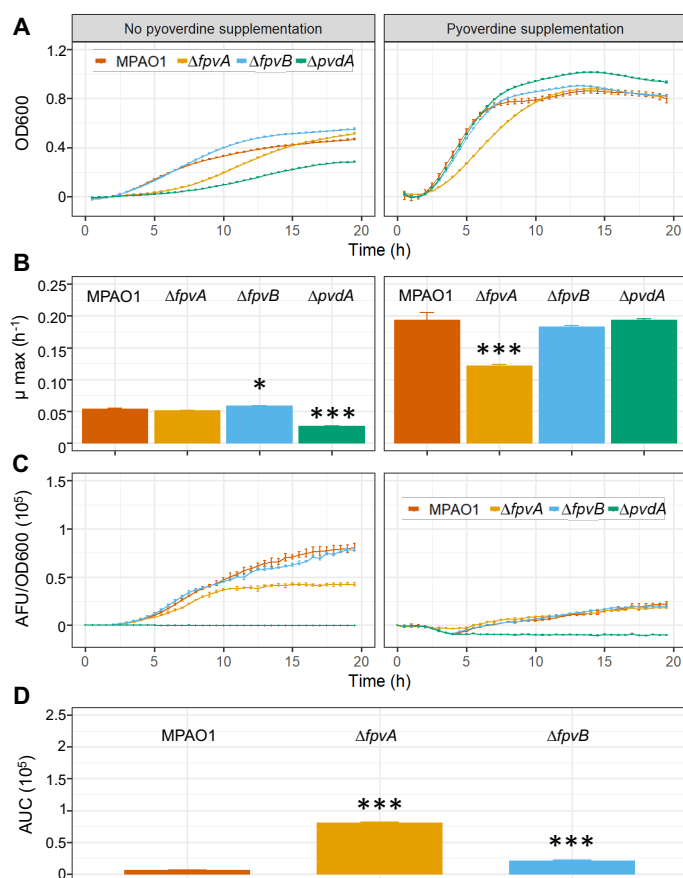 A
No pyoverdine supplementation
Pyoverdine supplementation
OD600
1.2
0.8
0.4
0
MPAO1 ΔfpvA ΔfpvB ΔpvdA
0 5 10 15 20
0 5 10 15 20
Time (h)
B
μ max (h⁻¹)
0.25
0.20
0.15
0.10
0.05
0
MPAO1 ΔfpvA ΔfpvB ΔpvdA
* ***
MPAO1 ΔfpvA ΔfpvB ΔpvdA
***
C
AFU/OD600 (10⁵)
1.5
1
0.5
0
MPAO1 ΔfpvA ΔfpvB ΔpvdA
0 5 10 15 20
0 5 10 15 20
Time (h)
D
AUC (10⁵)
2.5
2
1.5
1
0.5
0
MPAO1 ΔfpvA ΔfpvB
*** ***